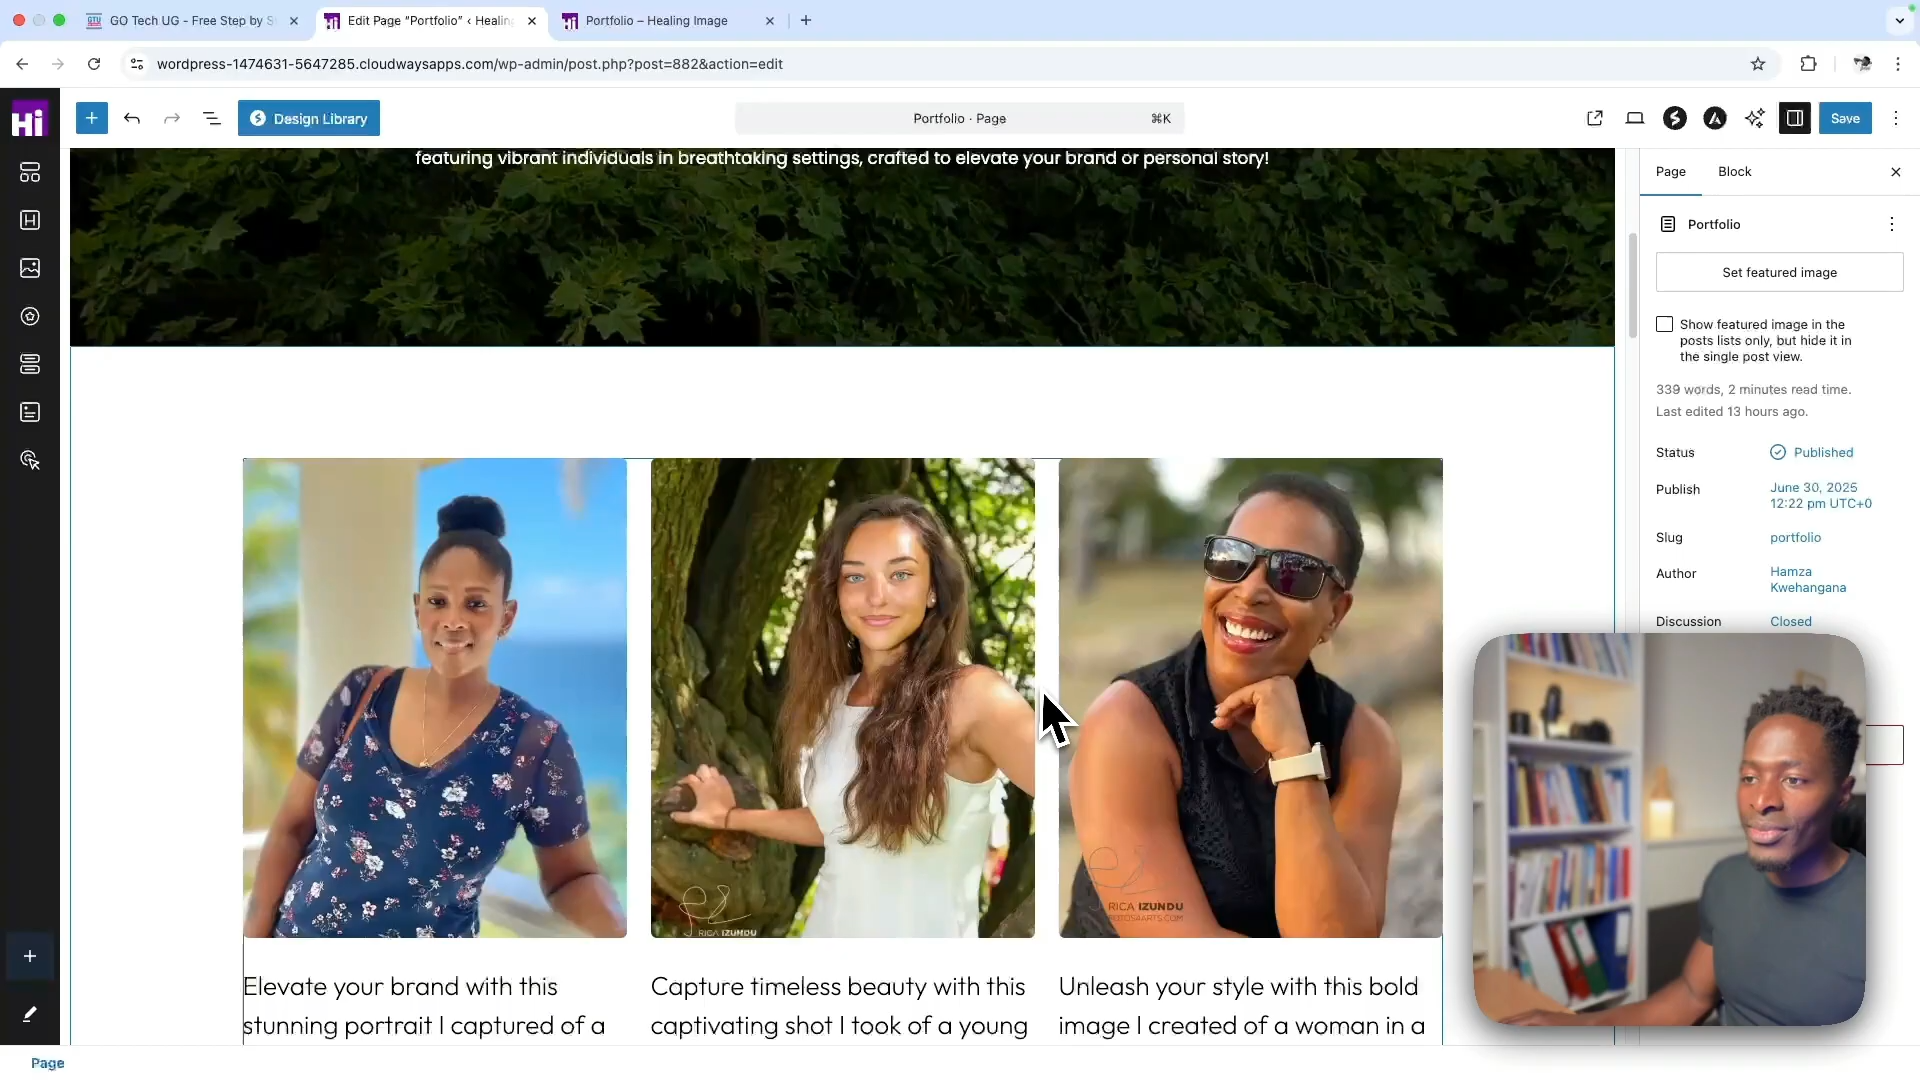 GO Tech UG - Free Step by S
Edit Page "Portfolio" ‹ Healing
Portfolio – Healing Image
wordpress-1474631-5647285.cloudwaysapps.com/wp-admin/post.php?post=882&action=edit
Hi
Design Library
Portfolio · Page
⌘K
Save
featuring vibrant individuals in breathtaking settings, crafted to elevate your brand or personal story!
Page
Block
Portfolio
Set featured image
Show featured image in the
posts lists only, but hide it in
the single post view.
339 words, 2 minutes read time.
Last edited 13 hours ago.
Status
Published
Publish
June 30, 2025
12:22 pm UTC+0
Slug
portfolio
Author
Hamza
Kwehangana
Discussion
Closed
RICA IZUNDU
RICA IZUNDU
Elevate your brand with this
stunning portrait I captured of a
Capture timeless beauty with this
captivating shot I took of a young
Unleash your style with this bold
image I created of a woman in a
Page